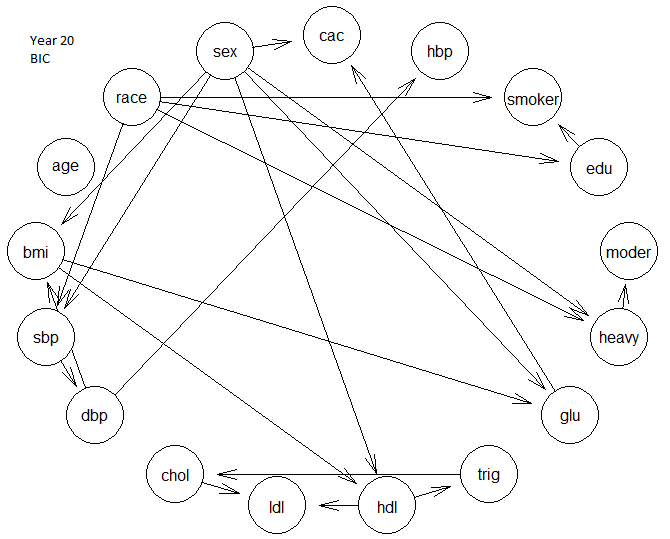 Year 20
BIC
cac
sex
hbp
race
smoker
age
edu
bmi
moder
sbp
heavy
dbp
glu
chol
trig
ldl
hdl